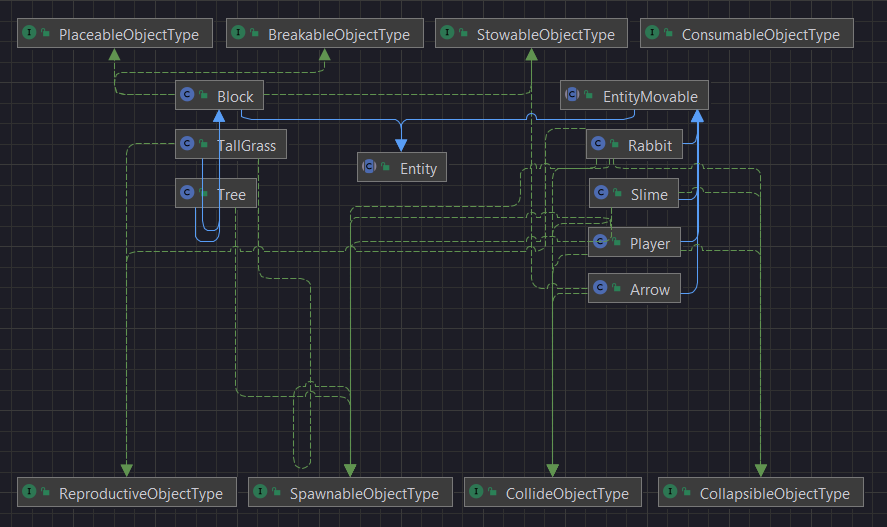 PlaceableObjectType
BreakableObjectType
StowableObjectType
ConsumableObjectType
Block
EntityMovable
TallGrass
Rabbit
Entity
Tree
Slime
Player
Arrow
ReproductiveObjectType
SpawnableObjectType
CollideObjectType
CollapsibleObjectType